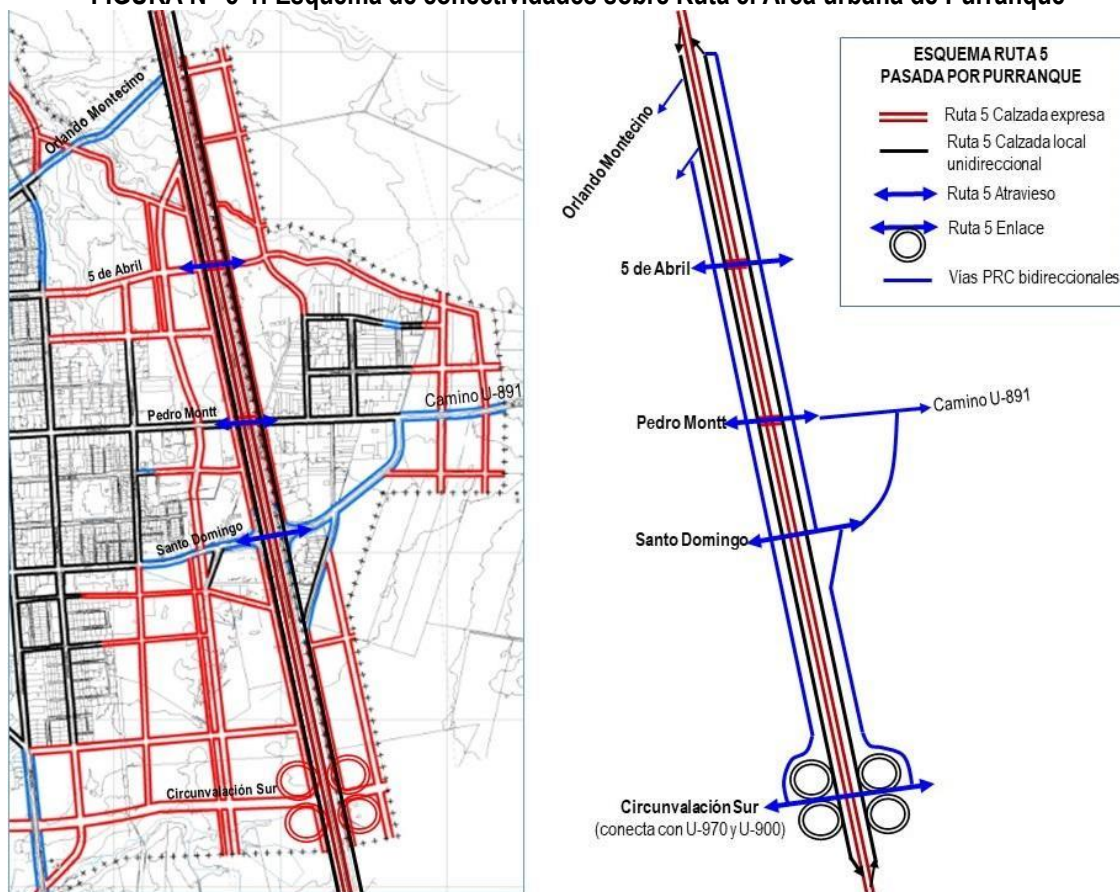 FIGURA N° 5-1: Esquema de conectividades sobre Ruta 5. Área urbana de Purranque
Orlando Montecino
5 de Abril
Pedro Montt
Camino U-891
Santo Domingo
Circunvalación Sur
Orlando Montecino
5 de Abril
Pedro Montt
Camino U-891
Santo Domingo
Circunvalación Sur
(conecta con U-970 y U-900)
ESQUEMA RUTA 5
PASADA POR PURRANQUE
Ruta 5 Calzada expresa
Ruta 5 Calzada local
unidireccional
Ruta 5 Atravieso
Ruta 5 Enlace
Vías PRC bidireccionales